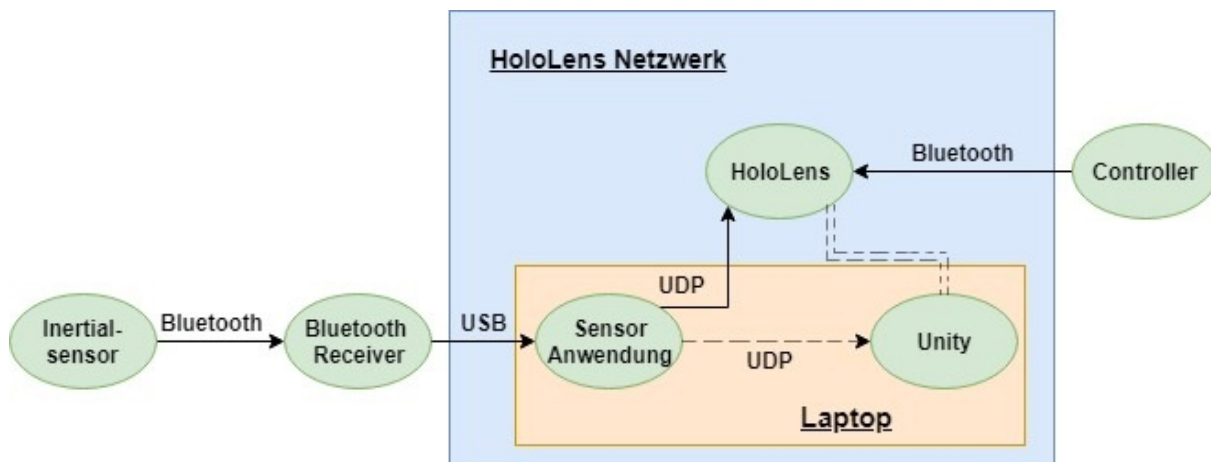 HoloLens Netzwerk
HoloLens
Bluetooth
Controller
UDP
Inertial-
sensor
Bluetooth
Bluetooth
Receiver
USB
Sensor
Anwendung
UDP
Unity
Laptop